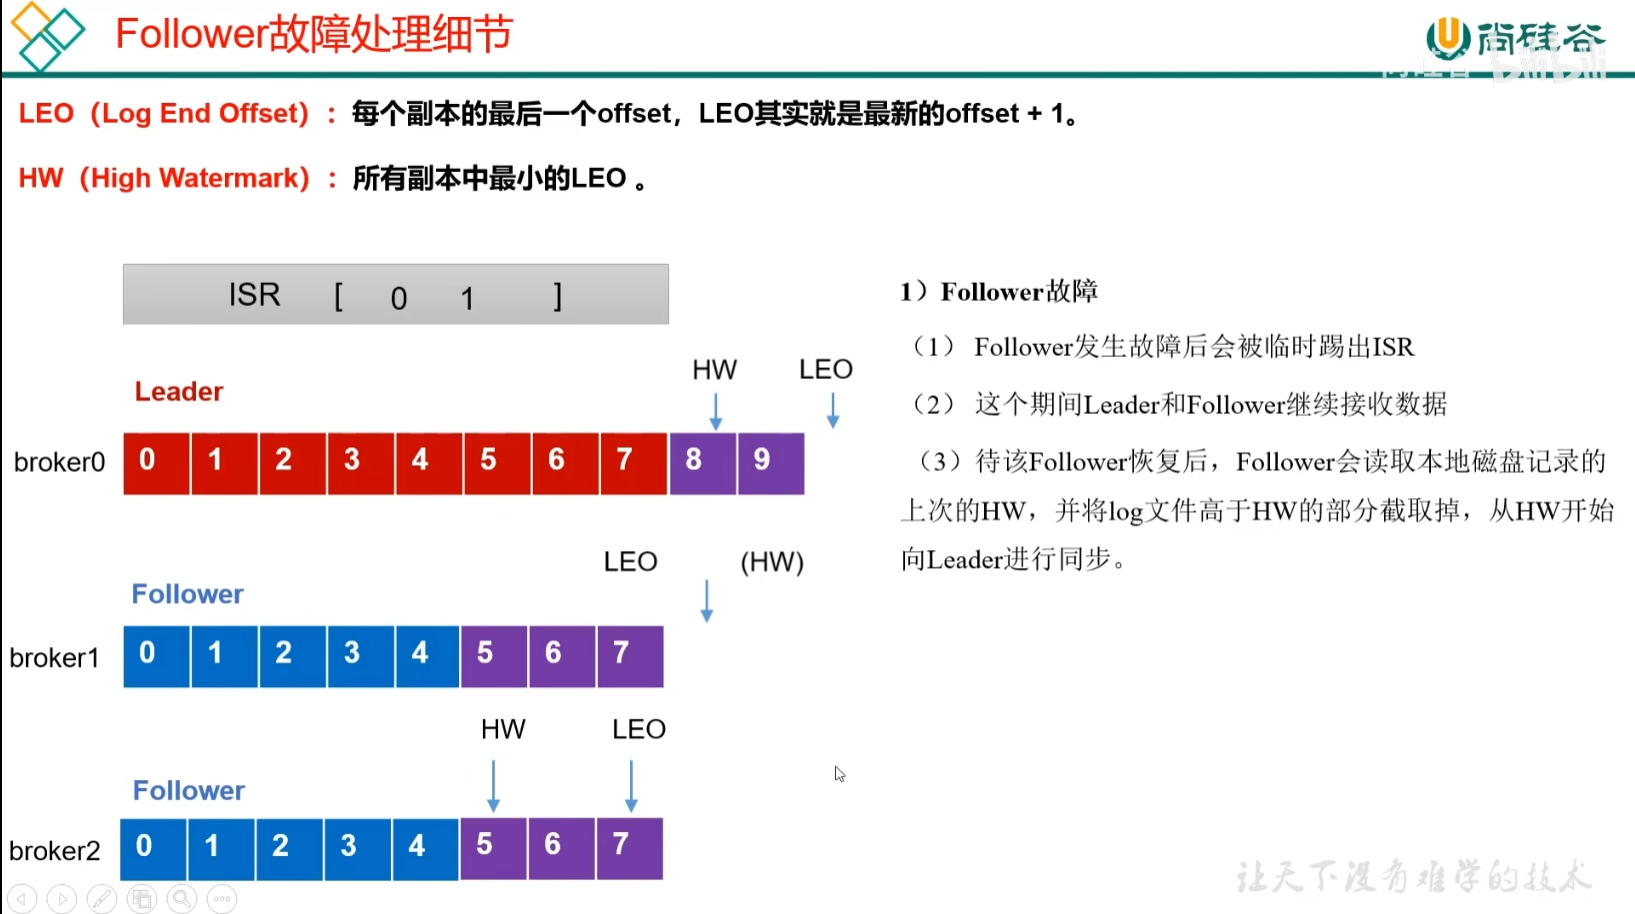 Follower故障处理细节
尚硅谷
bilibili
LEO（Log End Offset）：每个副本的最后一个offset，LEO其实就是最新的offset + 1。
HW（High Watermark）：所有副本中最小的LEO 。
ISR [ 0 1 ]
HW LEO
Leader
broker0 0 1 2 3 4 5 6 7 8 9
LEO (HW)
Follower
broker1 0 1 2 3 4 5 6 7
HW LEO
Follower
broker2 0 1 2 3 4 5 6 7
1）Follower故障
（1） Follower发生故障后会被临时踢出ISR
（2） 这个期间Leader和Follower继续接收数据
（3）待该Follower恢复后，Follower会读取本地磁盘记录的
上次的HW，并将log文件高于HW的部分截取掉，从HW开始
向Leader进行同步。
让天下没有难学的技术